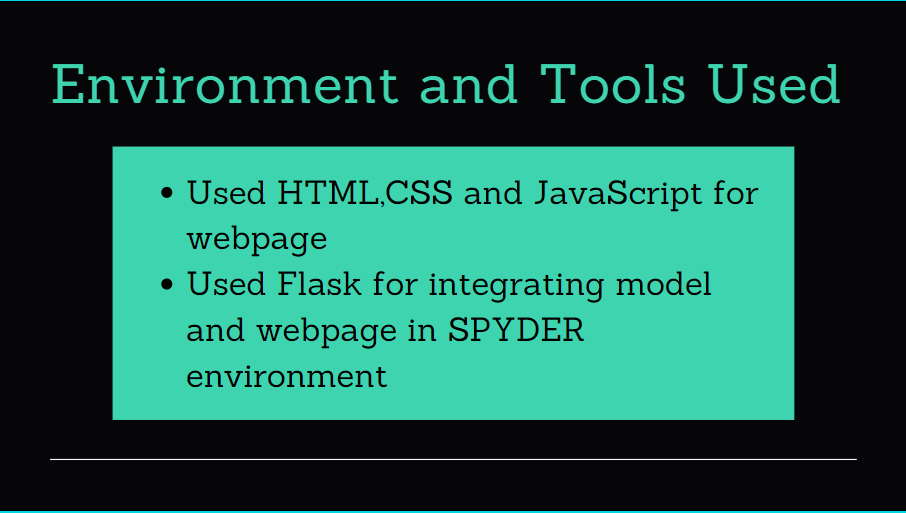 Environment and Tools Used
• Used HTML,CSS and JavaScript for
webpage
• Used Flask for integrating model
and webpage in SPYDER
environment